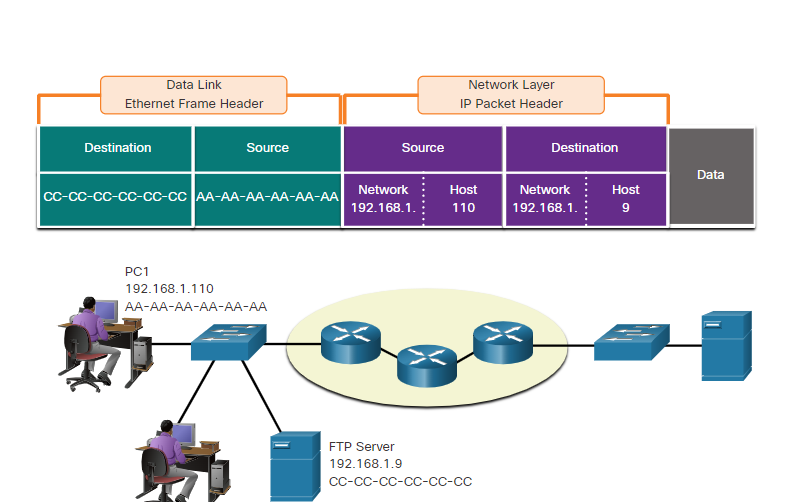 Data Link
Ethernet Frame Header
Network Layer
IP Packet Header
Destination
Source
Source
Destination
Data
CC-CC-CC-CC-CC-CC
AA-AA-AA-AA-AA-AA
Network
192.168.1.
Host
110
Network
192.168.1.
Host
9
PC1
192.168.1.110
AA-AA-AA-AA-AA-AA
FTP Server
192.168.1.9
CC-CC-CC-CC-CC-CC